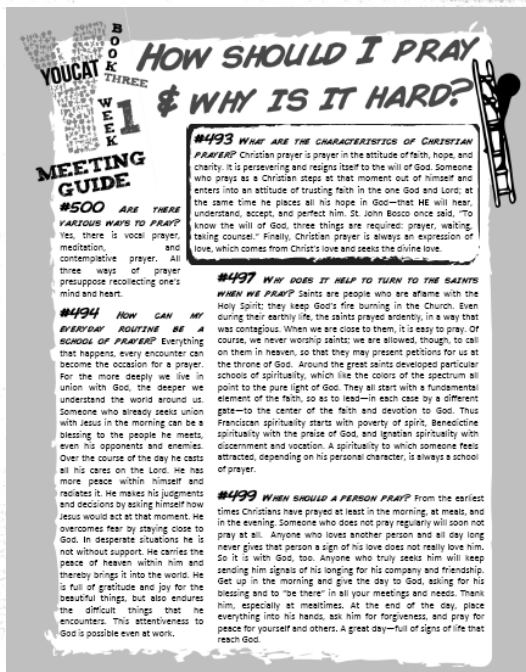 YOUCAT
BOOK
THREE
WEEK
1
MEETING
GUIDE
HOW SHOULD I PRAY
& WHY IS IT HARD?
#493 WHAT ARE THE CHARACTERISTICS OF CHRISTIAN
PRAYER? Christian prayer is prayer in the attitude of faith, hope, and
charity. It is persevering and resigns itself to the will of God. Someone
who prays as a Christian steps at that moment out of himself and
enters into an attitude of trusting faith in the one God and Lord; at
the same time he places all his hope in God—that HE will hear,
understand, accept, and perfect him. St. John Bosco once said, "To
know the will of God, three things are required: prayer, waiting,
taking counsel." Finally, Christian prayer is always an expression of
love, which comes from Christ's love and seeks the divine love.
#500 ARE THERE
VARIOUS WAYS TO PRAY?
Yes, there is vocal prayer,
meditation, and
contemplative prayer. All
three ways of prayer
presuppose recollecting one's
mind and heart.
#494 HOW CAN MY
EVERYDAY ROUTINE BE A
SCHOOL OF PRAYER? Everything
that happens, every encounter can
become the occasion for a prayer.
For the more deeply we live in
union with God, the deeper we
understand the world around us.
Someone who already seeks union
with Jesus in the morning can be a
blessing to the people he meets,
even his opponents and enemies.
Over the course of the day he casts
all his cares on the Lord. He has
more peace within himself and
radiates it. He makes his judgments
and decisions by asking himself how
Jesus would act at that moment. He
overcomes fear by staying close to
God. In desperate situations he is
not without support. He carries the
peace of heaven within him and
thereby brings it into the world. He
is full of gratitude and joy for the
beautiful things, but also endures
the difficult things that he
encounters. This attentiveness to
God is possible even at work.
#497 WHY DOES IT HELP TO TURN TO THE SAINTS
WHEN WE PRAY? Saints are people who are aflame with the
Holy Spirit; they keep God's fire burning in the Church. Even
during their earthly life, the saints prayed ardently, in a way that
was contagious. When we are close to them, it is easy to pray. Of
course, we never worship saints; we are allowed, though, to call
on them in heaven, so that they may present petitions for us at
the throne of God. Around the great saints developed particular
schools of spirituality, which like the colors of the spectrum all
point to the pure light of God. They all start with a fundamental
element of the faith, so as to lead—in each case by a different
gate—to the center of the faith and devotion to God. Thus
Franciscan spirituality starts with poverty of spirit, Benedictine
spirituality with the praise of God, and Ignatian spirituality with
discernment and vocation. A spirituality to which someone feels
attracted, depending on his personal character, is always a school
of prayer.
#499 WHEN SHOULD A PERSON PRAY? From the earliest
times Christians have prayed at least in the morning, at meals, and
in the evening. Someone who does not pray regularly will soon not
pray at all. Anyone who loves another person and all day long
never gives that person a sign of his love does not really love him.
So it is with God, too. Anyone who truly seeks him will keep
sending him signals of his longing for his company and friendship.
Get up in the morning and give the day to God, asking for his
blessing and to "be there" in all your meetings and needs. Thank
him, especially at mealtimes. At the end of the day, place
everything into his hands, ask him for forgiveness, and pray for
peace for yourself and others. A great day—full of signs of life that
reach God.